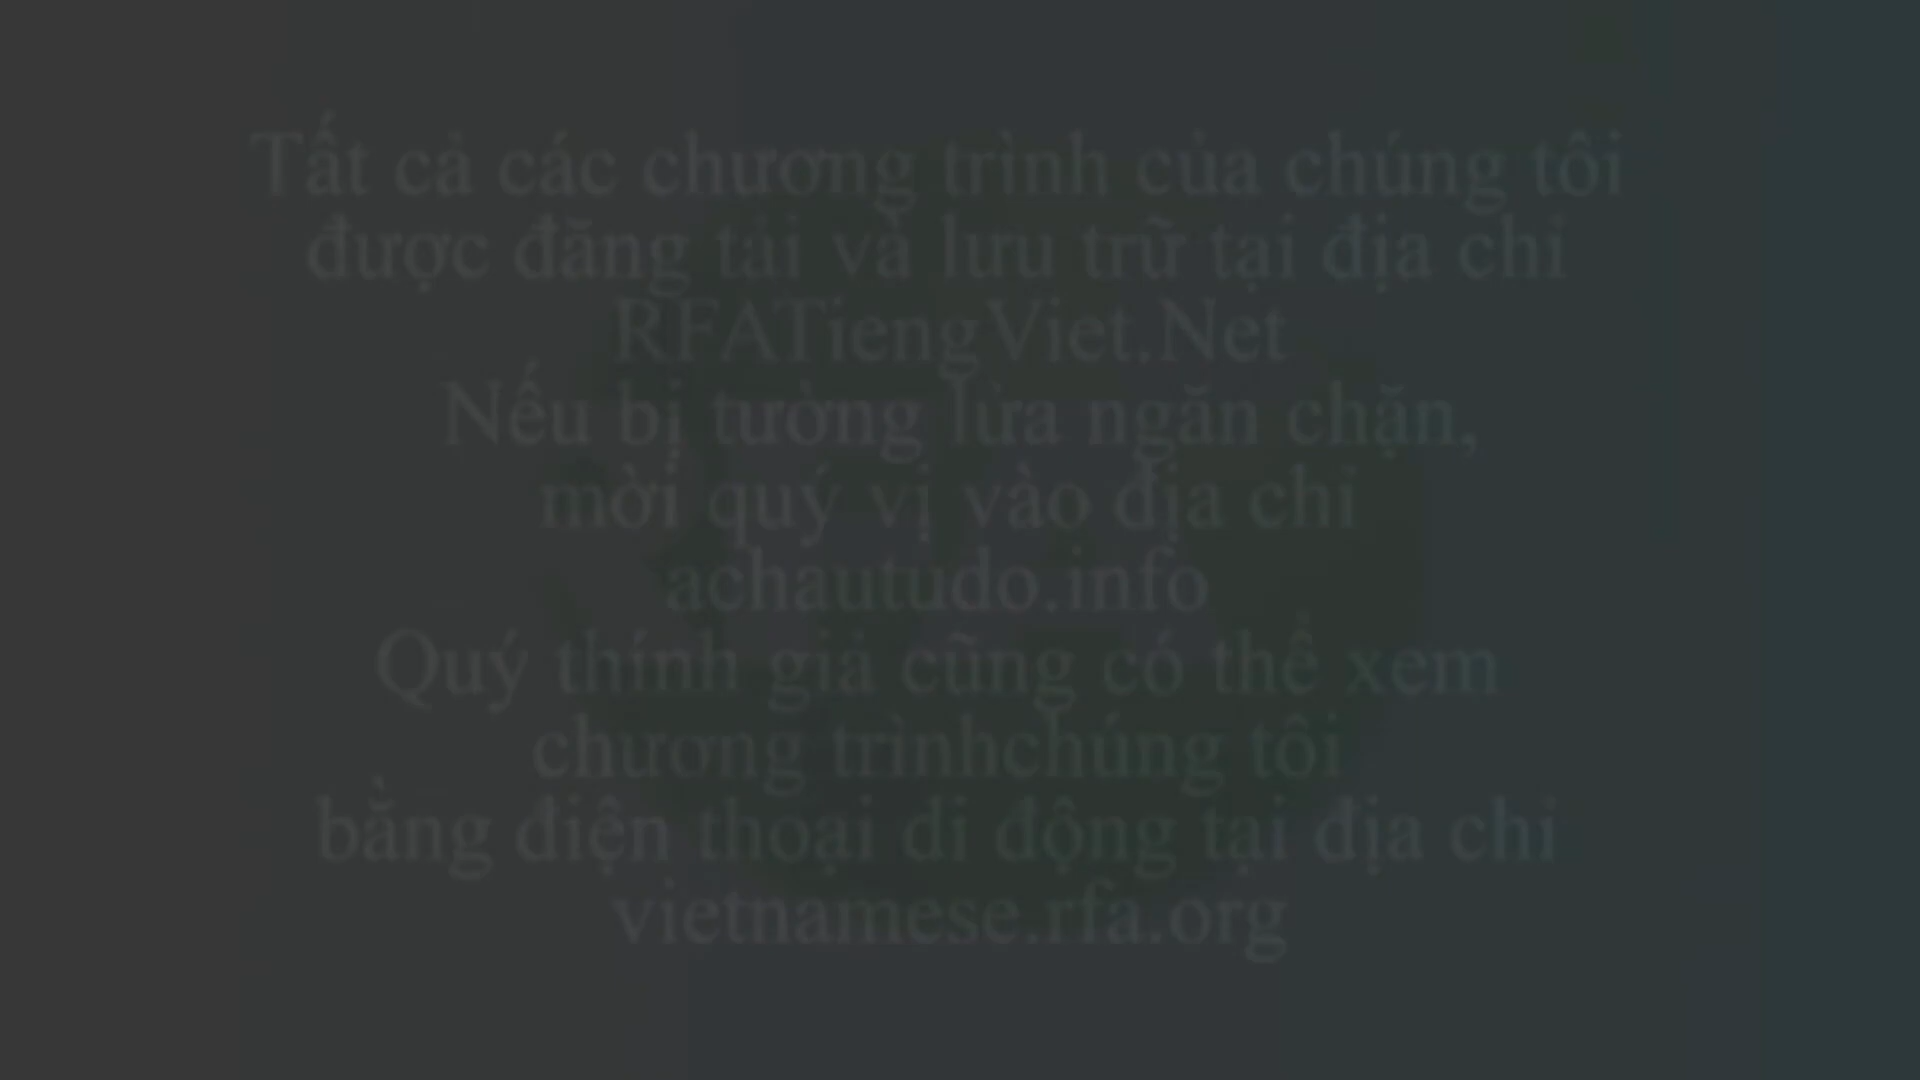 Tất cả các chương trình của chúng tôi
được đăng tải và lưu trữ tại địa chỉ
RFATiengViet.Net
Nếu bị tường lửa ngăn chặn,
mời quý vị vào địa chỉ
achautudo.info
Quý thính giả cũng có thể xem
chương trìnhchúng tôi
bằng điện thoại di động tại địa chỉ
vietnamese.rfa.org